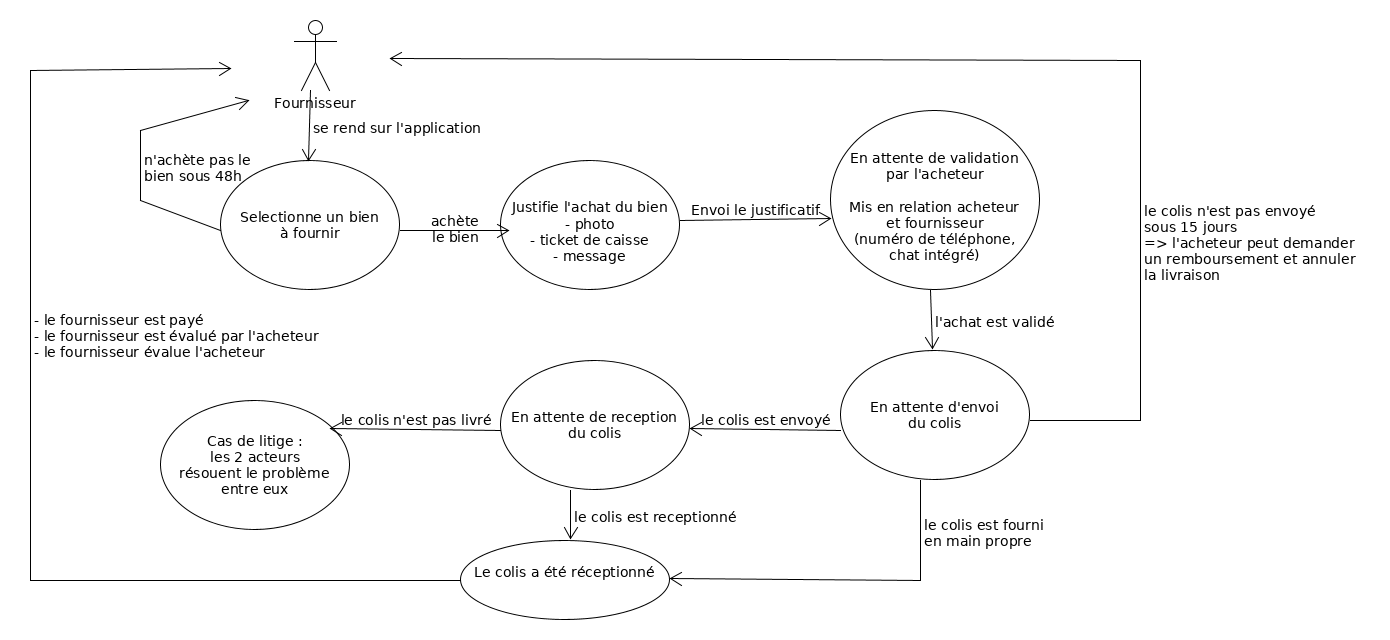 Fournisseur
se rend sur l'application
n'achète pas le
bien sous 48h
Selectionne un bien
à fournir
achète
le bien
Justifie l'achat du bien
- photo
- ticket de caisse
- message
Envoi le justificatif
En attente de validation
par l'acheteur
Mis en relation acheteur
et fournisseur
(numéro de téléphone,
chat intégré)
le colis n'est pas envoyé
sous 15 jours
=> l'acheteur peut demander
un remboursement et annuler
la livraison
l'achat est validé
- le fournisseur est payé
- le fournisseur est évalué par l'acheteur
- le fournisseur évalue l'acheteur
En attente d'envoi
du colis
le colis est envoyé
En attente de reception
du colis
le colis n'est pas livré
Cas de litige :
les 2 acteurs
résouent le problème
entre eux
le colis est receptionné
le colis est fourni
en main propre
Le colis a été réceptionné